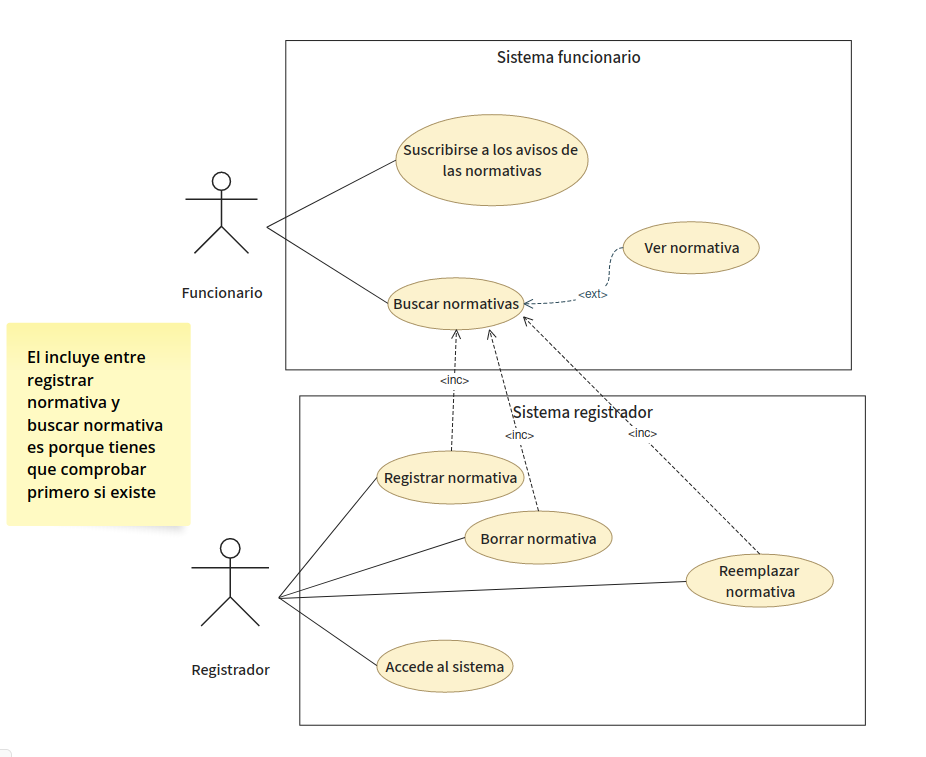 Sistema funcionario
Suscribirse a los avisos de
las normativas
Ver normativa
Funcionario
Buscar normativas
<ext>
El incluye entre
registrar
normativa y
buscar normativa
es porque tienes
que comprobar
primero si existe
<inc>
Sistema registrador
<inc>
<inc>
Registrar normativa
Borrar normativa
Reemplazar
normativa
Registrador
Accede al sistema